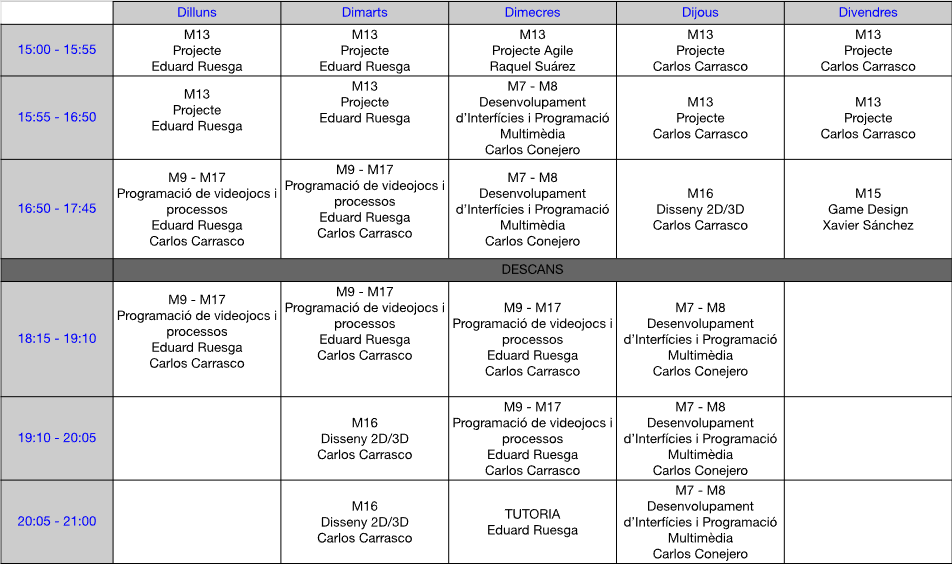 Dilluns
Dimarts
Dimecres
Dijous
Divendres
15:00 - 15:55
M13
Projecte
Eduard Ruesga
M13
Projecte
Eduard Ruesga
M13
Projecte Agile
Raquel Suárez
M13
Projecte
Carlos Carrasco
M13
Projecte
Carlos Carrasco
15:55 - 16:50
M13
Projecte
Eduard Ruesga
M13
Projecte
Eduard Ruesga
M7 - M8
Desenvolupament
d'Interfícies i Programació
Multimèdia
Carlos Conejero
M13
Projecte
Carlos Carrasco
M13
Projecte
Carlos Carrasco
16:50 - 17:45
M9 - M17
Programació de videojocs i
processos
Eduard Ruesga
Carlos Carrasco
M9 - M17
Programació de videojocs i
processos
Eduard Ruesga
Carlos Carrasco
M7 - M8
Desenvolupament
d'Interfícies i Programació
Multimèdia
Carlos Conejero
M16
Disseny 2D/3D
Carlos Carrasco
M15
Game Design
Xavier Sánchez
DESCANS
18:15 - 19:10
M9 - M17
Programació de videojocs i
processos
Eduard Ruesga
Carlos Carrasco
M9 - M17
Programació de videojocs i
processos
Eduard Ruesga
Carlos Carrasco
M9 - M17
Programació de videojocs i
processos
Eduard Ruesga
Carlos Carrasco
M7 - M8
Desenvolupament
d'Interfícies i Programació
Multimèdia
Carlos Conejero
19:10 - 20:05
M16
Disseny 2D/3D
Carlos Carrasco
M9 - M17
Programació de videojocs i
processos
Eduard Ruesga
Carlos Carrasco
M7 - M8
Desenvolupament
d'Interfícies i Programació
Multimèdia
Carlos Conejero
20:05 - 21:00
M16
Disseny 2D/3D
Carlos Carrasco
TUTORIA
Eduard Ruesga
M7 - M8
Desenvolupament
d'Interfícies i Programació
Multimèdia
Carlos Conejero